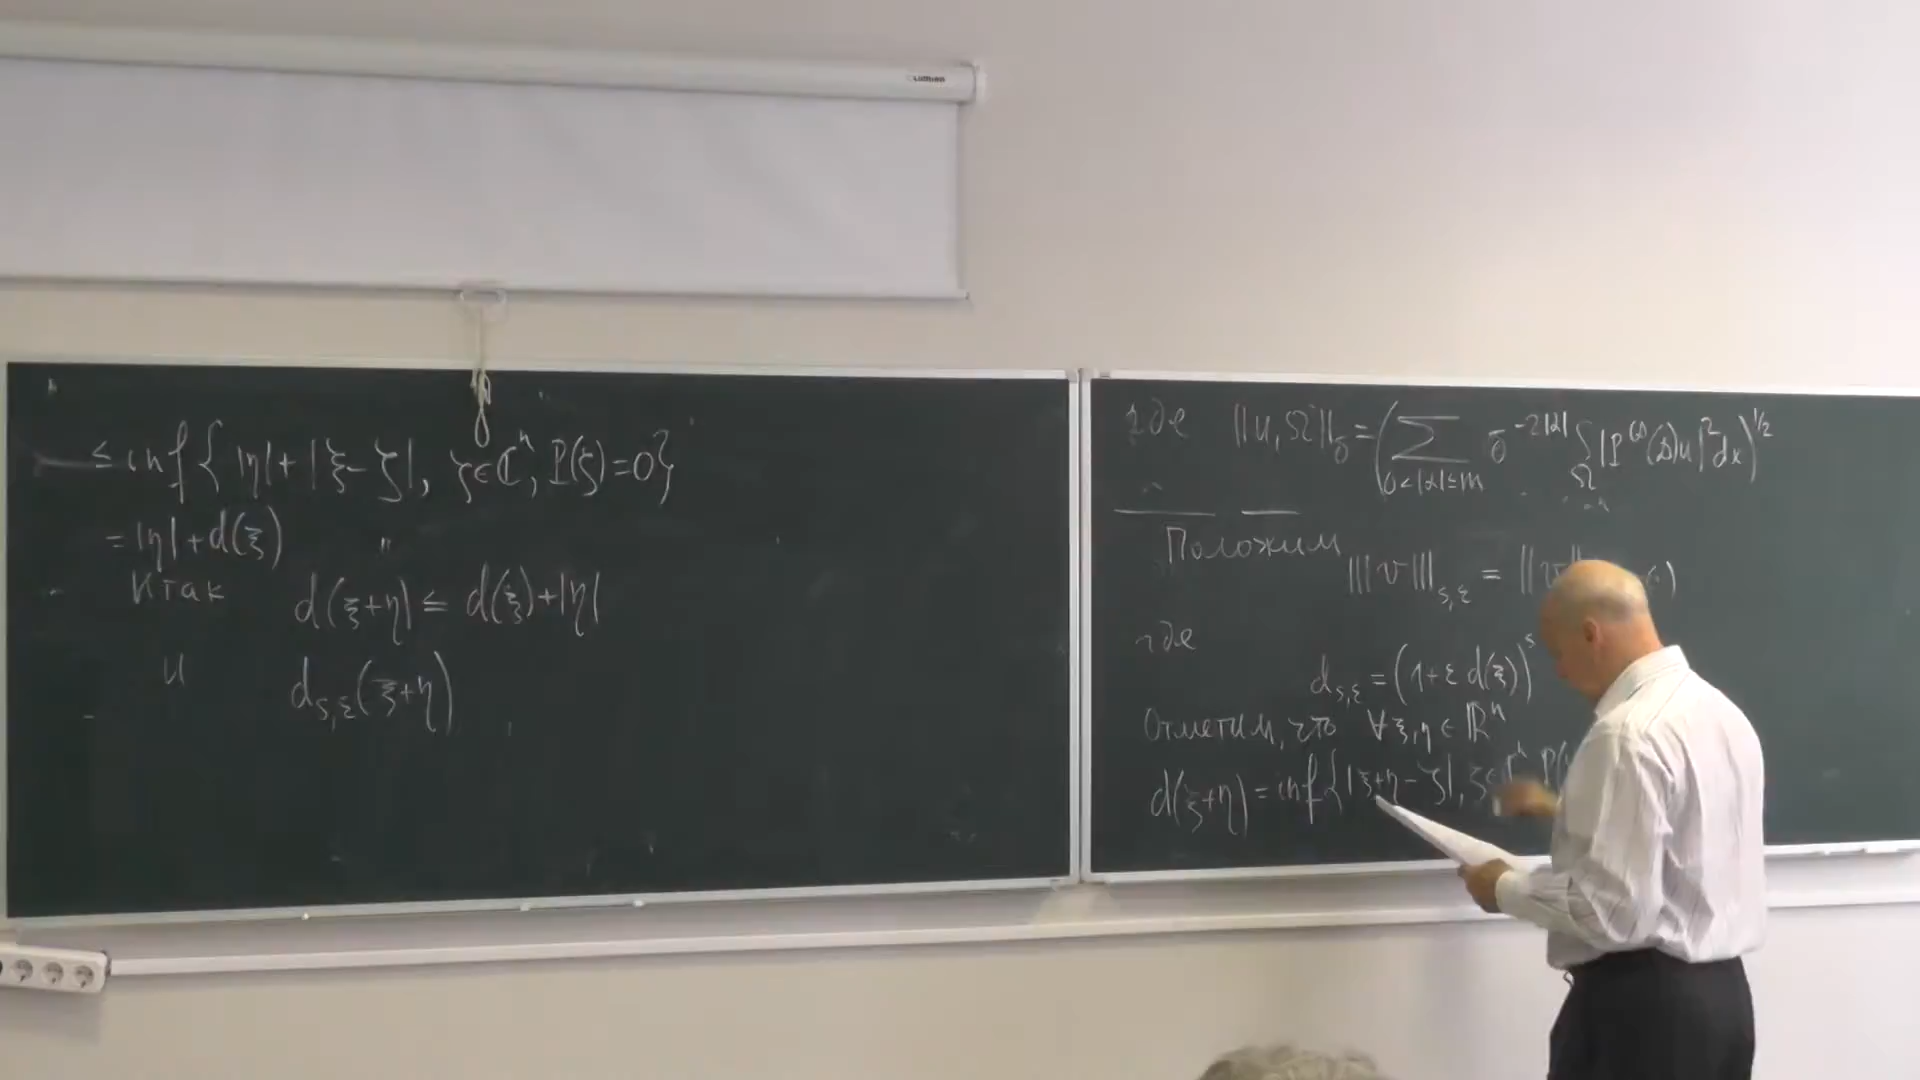 LUMIEN
≤ inf { |η| + |ξ-ζ|, ζ∈ℂⁿ, P(ζ)=0}
= |η| + d(ξ)
Итак d(ξ+η) ≤ d(ξ)+|η|
и d_{s,ε}(ξ+η)
где ||u, Ω||_δ = (∑_{0<|α|≤m} δ^{-2|α|} ∫_Ω |P^{(α)}(D)u|² dx)^{1/2}
Положим
|||v|||_{s,ε} = ||v
где
d_{s,ε} = (1+ε d(ξ))^s
Отметим, что ∀ ξ,η ∈ ℝⁿ
d(ξ+η) = inf { |ξ+η-ζ|, ζ∈ℂⁿ P(